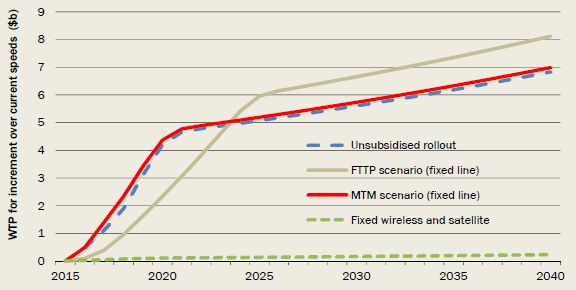 WTP for increment over current speeds ($b)
9
8
7
6
5
4
3
2
1
0
Unsubsidised rollout
FTTP scenario (fixed line)
MTM scenario (fixed line)
Fixed wireless and satellite
2015 2020 2025 2030 2035 2040